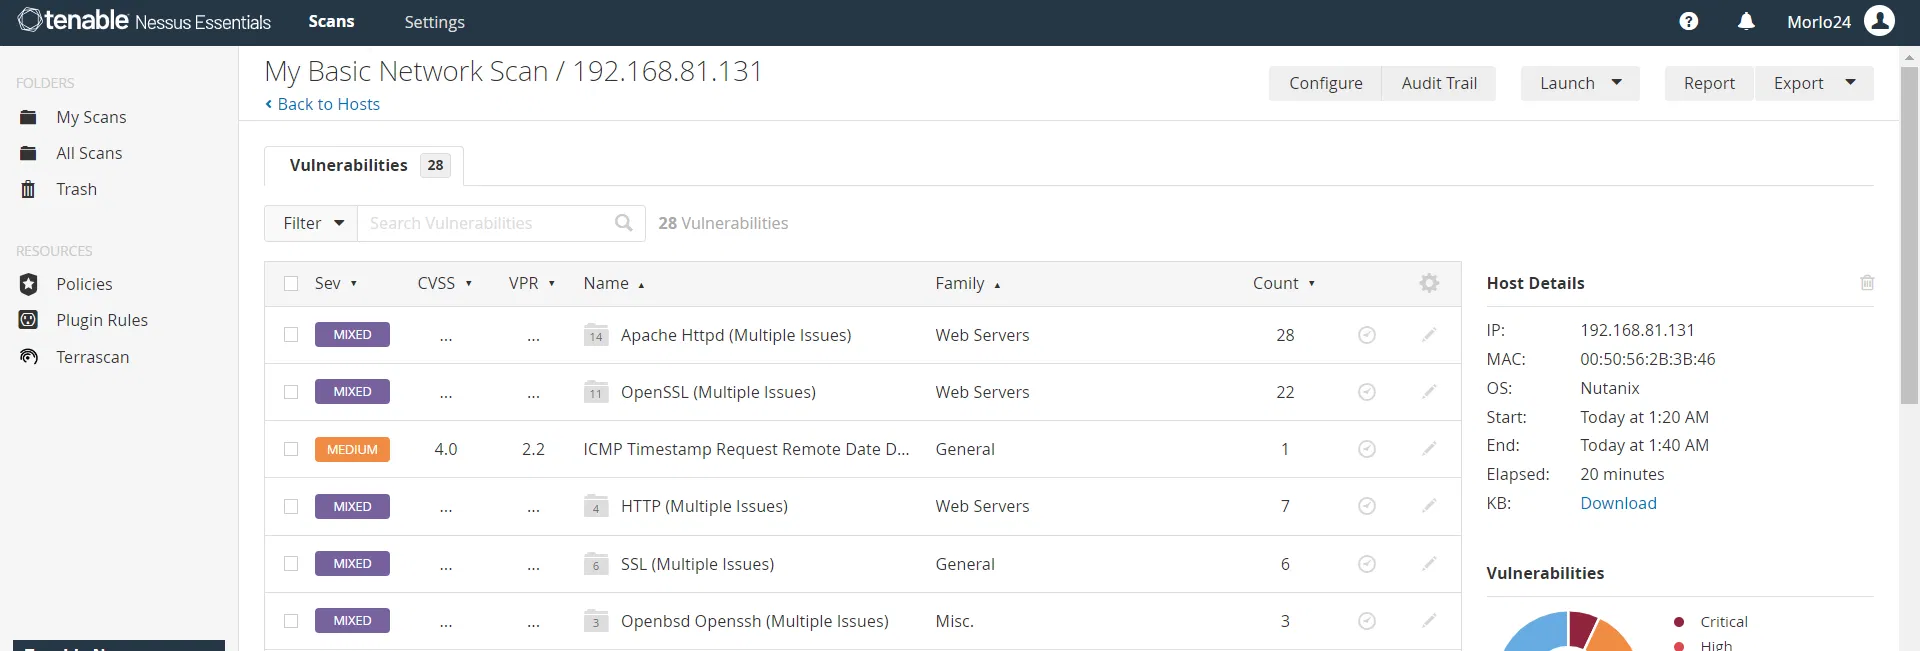 tenable Nessus Essentials Scans Settings ? Morlo24
FOLDERS
My Scans
All Scans
Trash
RESOURCES
Policies
Plugin Rules
Terrascan
My Basic Network Scan / 192.168.81.131
Back to Hosts
Configure Audit Trail Launch Report Export
Vulnerabilities 28
Filter Search Vulnerabilities 28 Vulnerabilities
Sev CVSS VPR Name Family Count
MIXED ... ... 14 Apache Httpd (Multiple Issues) Web Servers 28
MIXED ... ... 11 OpenSSL (Multiple Issues) Web Servers 22
MEDIUM 4.0 2.2 ICMP Timestamp Request Remote Date D... General 1
MIXED ... ... 4 HTTP (Multiple Issues) Web Servers 7
MIXED ... ... 6 SSL (Multiple Issues) General 6
MIXED ... ... 3 Openbsd Openssh (Multiple Issues) Misc. 3
Host Details
IP: 192.168.81.131
MAC: 00:50:56:2B:3B:46
OS: Nutanix
Start: Today at 1:20 AM
End: Today at 1:40 AM
Elapsed: 20 minutes
KB: Download
Vulnerabilities
Critical
High